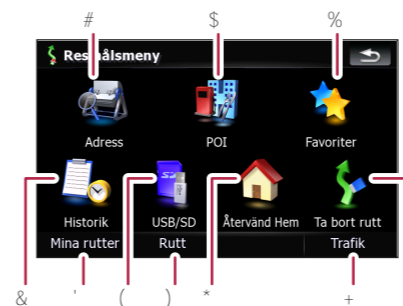 # $ %
Resmålsmeny
Adress POI Favoriter
Historik USB/SD Återvänd Hem Ta bort rutt
Mina rutter Rutt Trafik
& ' ( ) * +